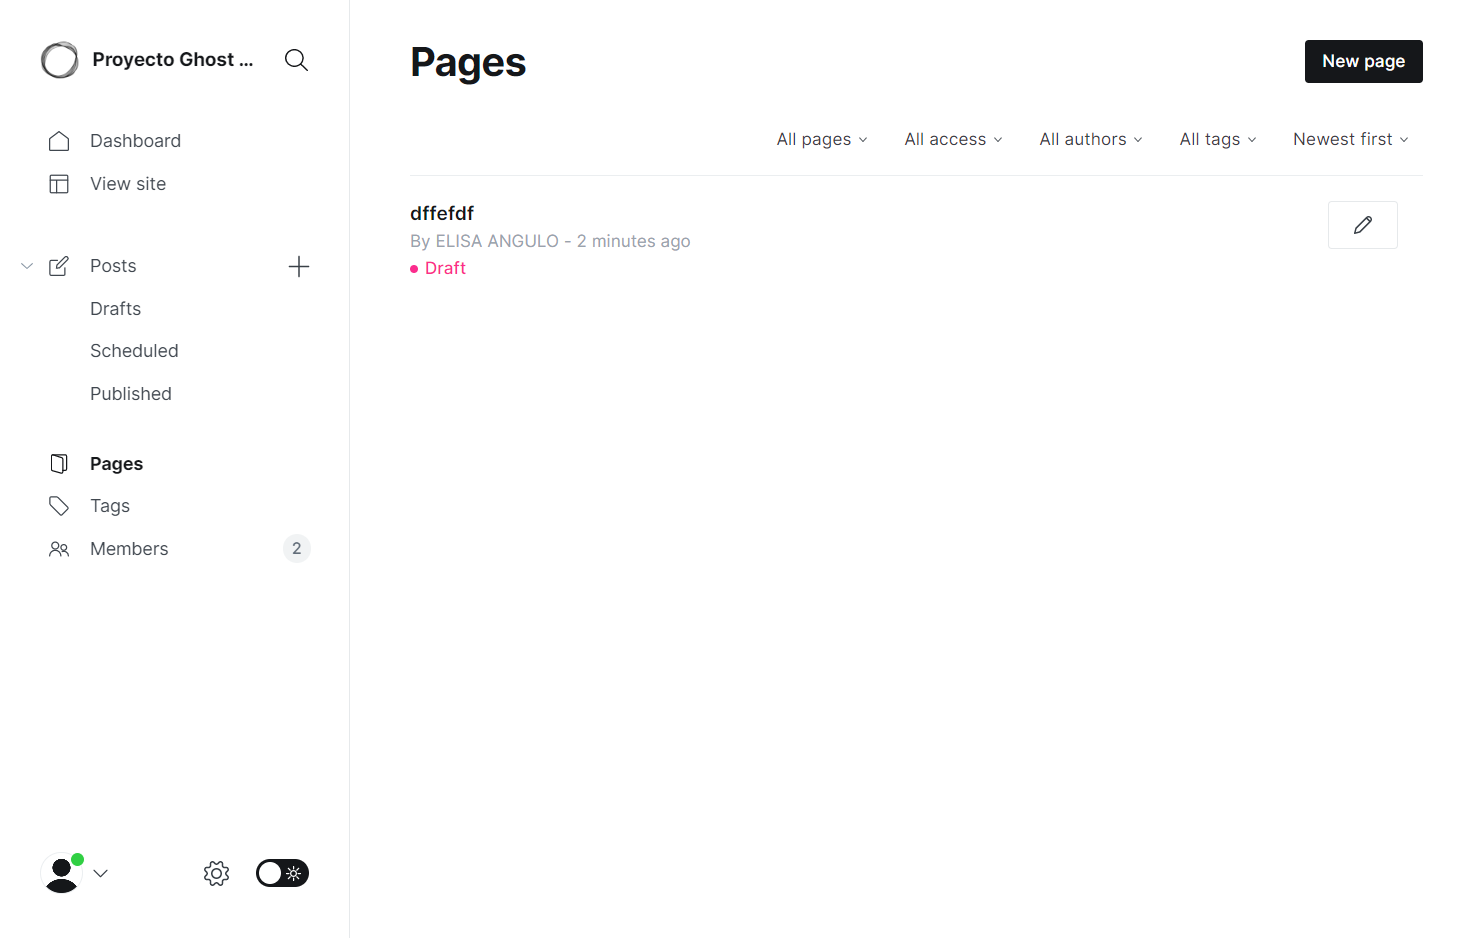 Proyecto Ghost ...
Dashboard
View site
Posts
Drafts
Scheduled
Published
Pages
Tags
Members 2
Pages
New page
All pages All access All authors All tags Newest first
dffefdf
By ELISA ANGULO - 2 minutes ago
Draft